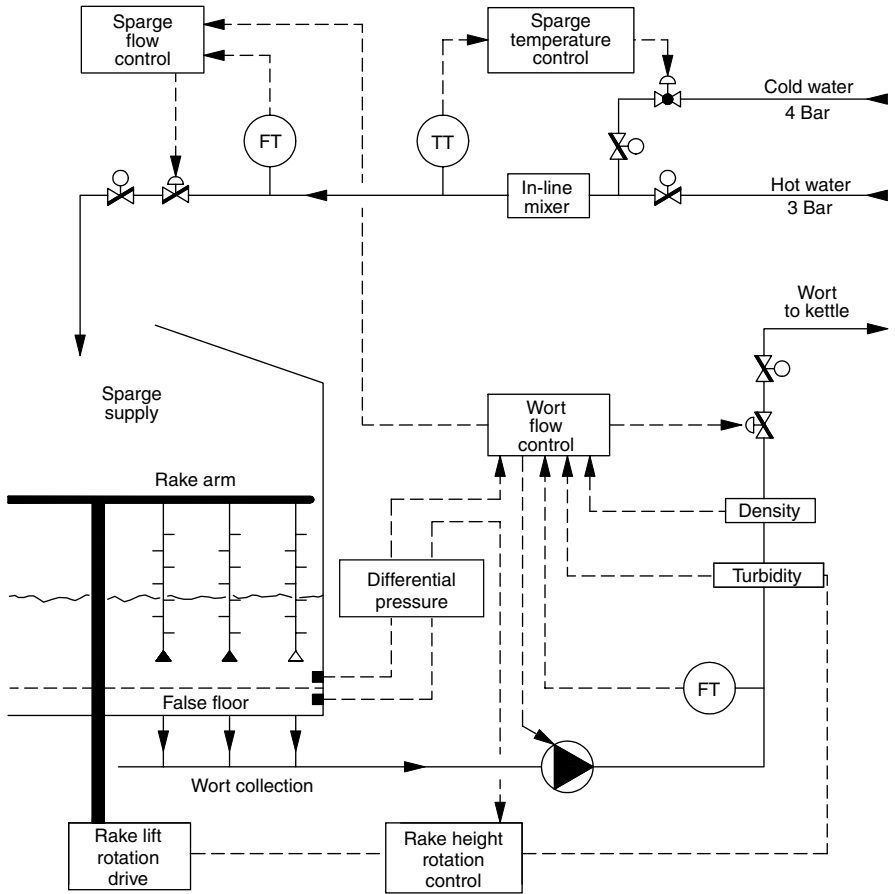 Sparge
flow
control
Sparge
temperature
control
Cold water
4 Bar
FT
TT
In-line
mixer
Hot water
3 Bar
Wort
to kettle
Sparge
supply
Wort
flow
control
Rake arm
Density
Differential
pressure
Turbidity
FT
False floor
Wort collection
Rake lift
rotation
drive
Rake height
rotation
control